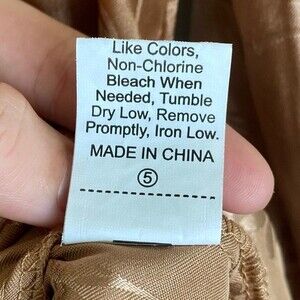 Like Colors,
Non-Chlorine
Bleach When
Needed, Tumble
Dry Low, Remove
Promptly, Iron Low.
MADE IN CHINA
⑤